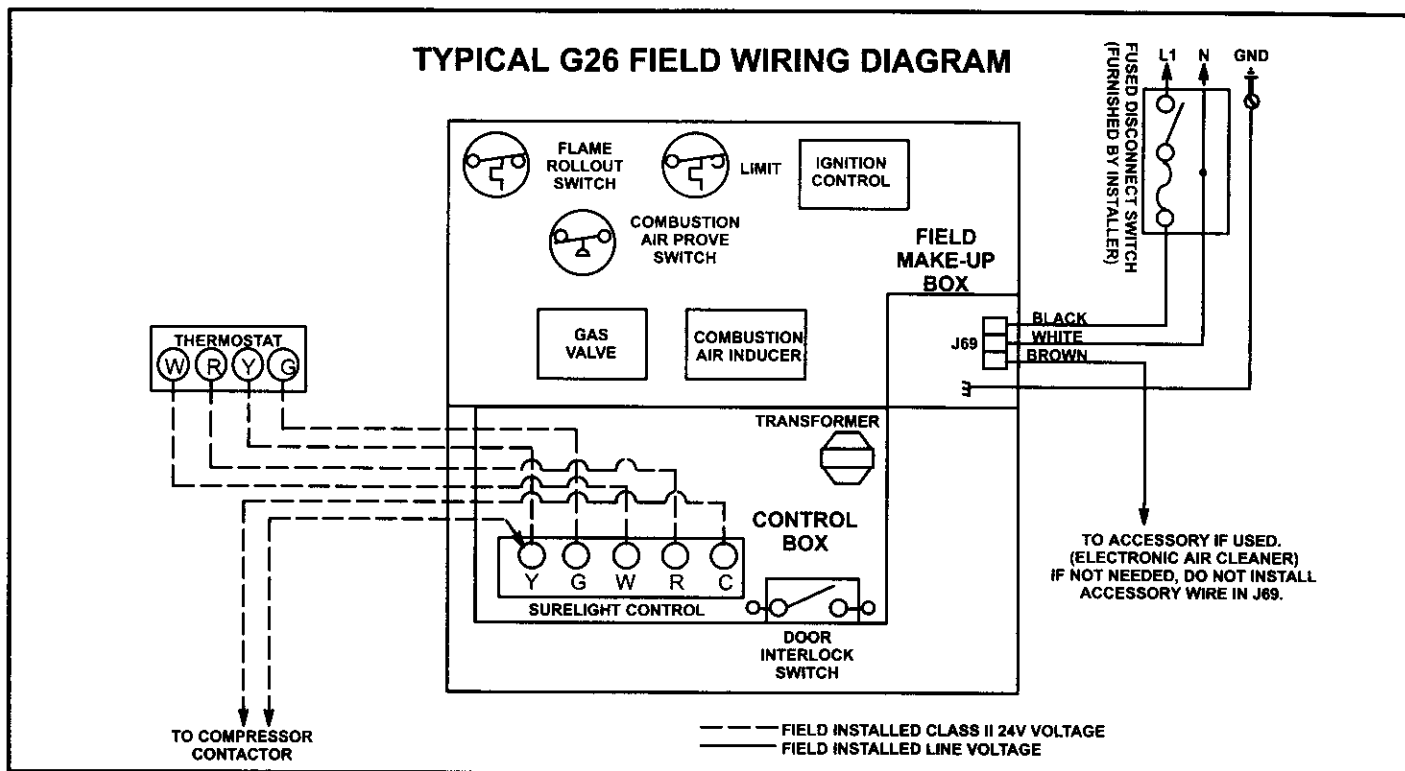 TYPICAL G26 FIELD WIRING DIAGRAM
FUSED DISCONNECT SWITCH
(FURNISHED BY INSTALLER)
L1
N
GND
FLAME
ROLLOUT
SWITCH
LIMIT
IGNITION
CONTROL
COMBUSTION
AIR PROVE
SWITCH
FIELD
MAKE-UP
BOX
GAS
VALVE
COMBUSTION
AIR INDUCER
J69
BLACK
WHITE
BROWN
THERMOSTAT
W R Y G
TRANSFORMER
CONTROL
BOX
Y G W R C
SURELIGHT CONTROL
DOOR
INTERLOCK
SWITCH
TO ACCESSORY IF USED.
(ELECTRONIC AIR CLEANER)
IF NOT NEEDED, DO NOT INSTALL
ACCESSORY WIRE IN J69.
TO COMPRESSOR
CONTACTOR
FIELD INSTALLED CLASS II 24V VOLTAGE
FIELD INSTALLED LINE VOLTAGE